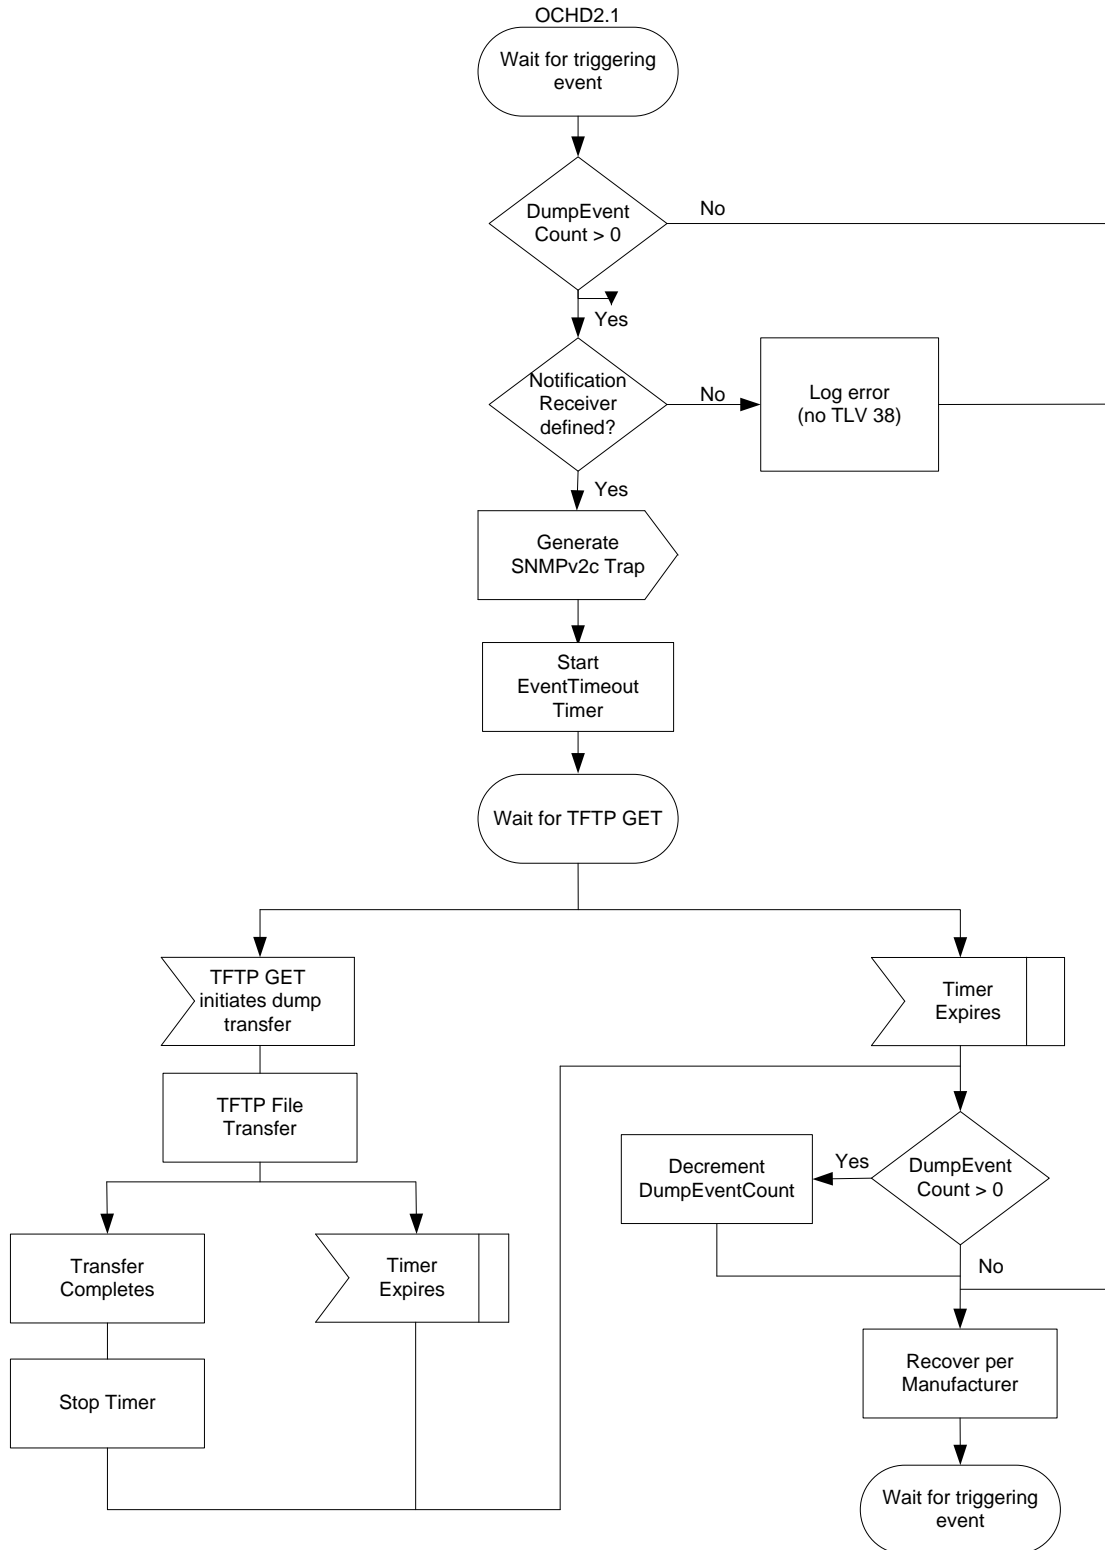 OCHD2.1
Wait for triggering
event
DumpEvent
Count > 0
No
Yes
Notification
Receiver
defined?
No
Log error
(no TLV 38)
Yes
Generate
SNMPv2c Trap
Start
EventTimeout
Timer
Wait for TFTP GET
TFTP GET
initiates dump
transfer
Timer
Expires
TFTP File
Transfer
Decrement
DumpEventCount
Yes
DumpEvent
Count > 0
Transfer
Completes
Timer
Expires
No
Stop Timer
Recover per
Manufacturer
Wait for triggering
event